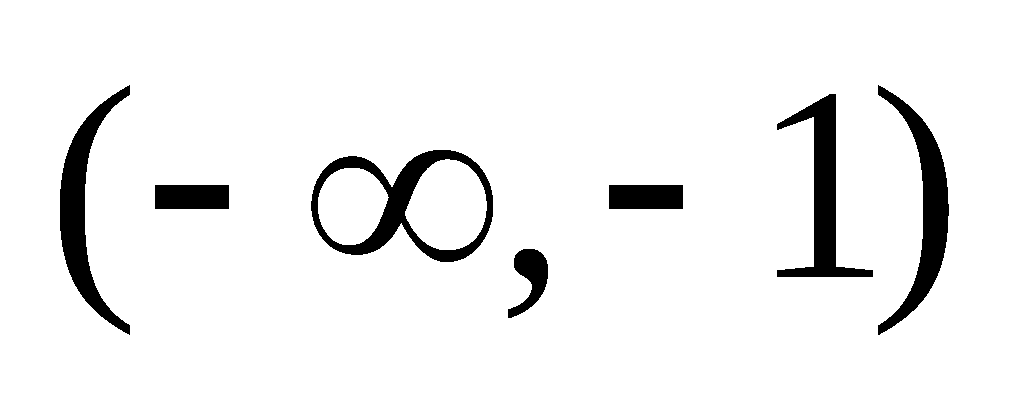 (- ∞, - 1)